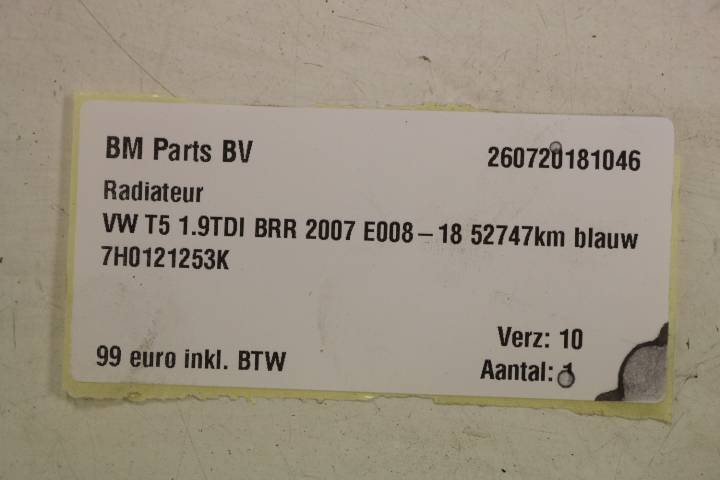 BM Parts BV
260720181046
Radiateur
VW T5 1.9TDI BRR 2007 E008-18 52747km blauw
7H0121253K
Verz: 10
99 euro inkl. BTW
Aantal: 1